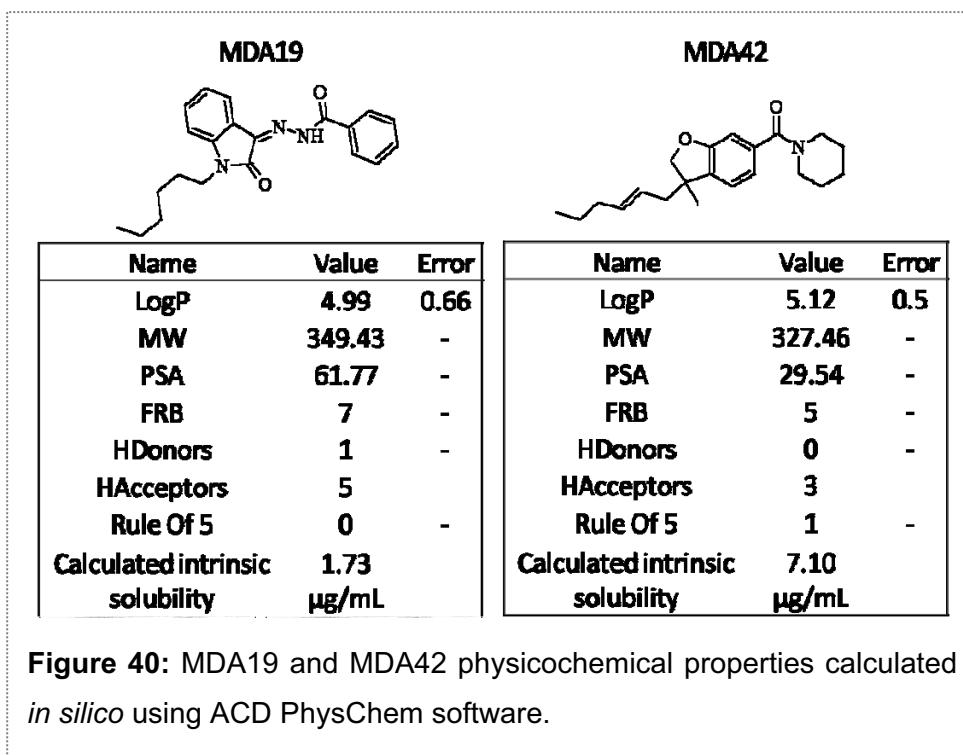 MDA19
O
N
NH
N
O
Name Value Error
LogP 4.99 0.66
MW 349.43 -
PSA 61.77 -
FRB 7 -
HDonors 1 -
HAcceptors 5
Rule Of 5 0 -
Calculated intrinsic 1.73
solubility µg/mL
MDA42
O
O
N
Name Value Error
LogP 5.12 0.5
MW 327.46 -
PSA 29.54 -
FRB 5 -
HDonors 0 -
HAcceptors 3
Rule Of 5 1 -
Calculated intrinsic 7.10
solubility µg/mL
Figure 40: MDA19 and MDA42 physicochemical properties calculated
in silico using ACD PhysChem software.